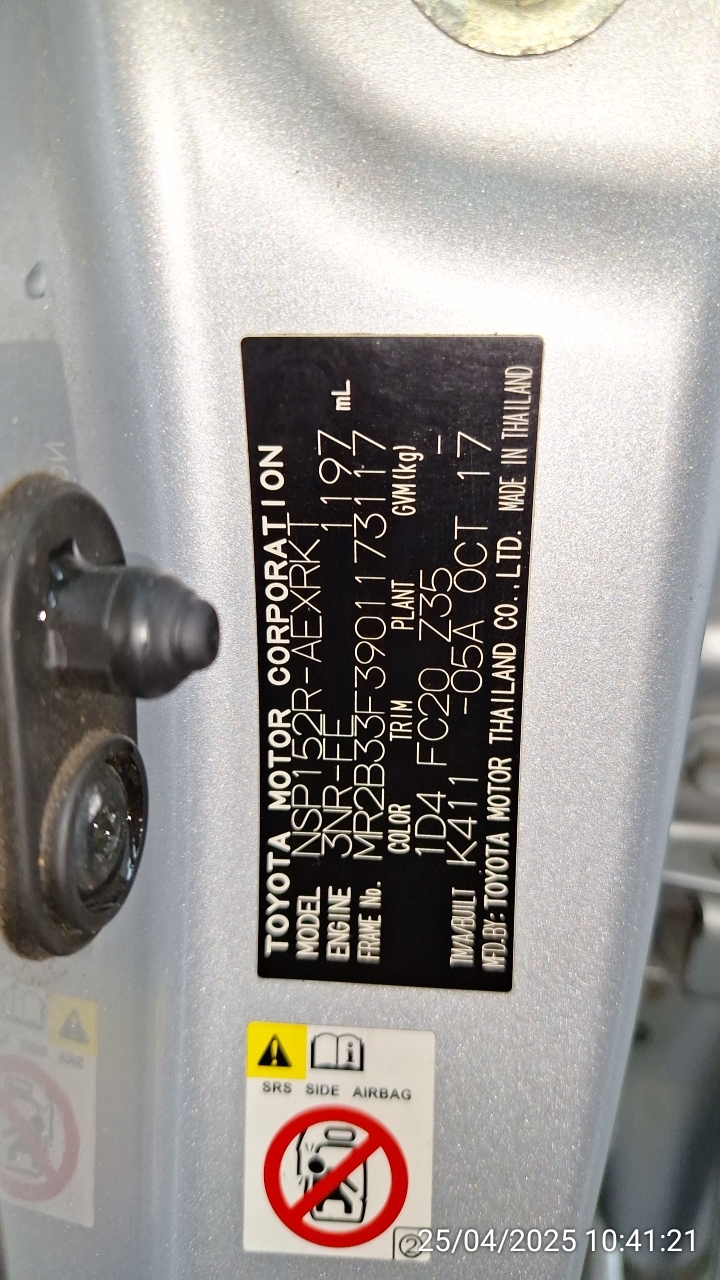 TOYOTA MOTOR CORPORATION
MODEL NSP152R-AEXRKT
ENGINE 3NR-FE 1197 mL
FRAME No. MR2B33F3901173117
COLOR TRIM PLANT GVM(kg)
1D4 FC20 Z35 -
TM/A/BUILT K411 -05A OCT 17
MFD.BY: TOYOTA MOTOR THAILAND CO.,LTD. MADE IN THAILAND
SRS SIDE AIRBAG
②
25/04/2025 10:41:21